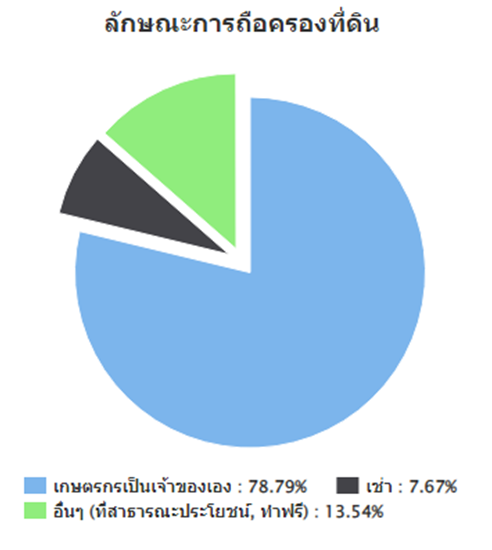 ลักษณะการถือครองที่ดิน
เกษตรกรเป็นเจ้าของเอง : 78.79% เช่า : 7.67%
อื่นๆ (ที่สาธารณะประโยชน์, ทำฟรี) : 13.54%